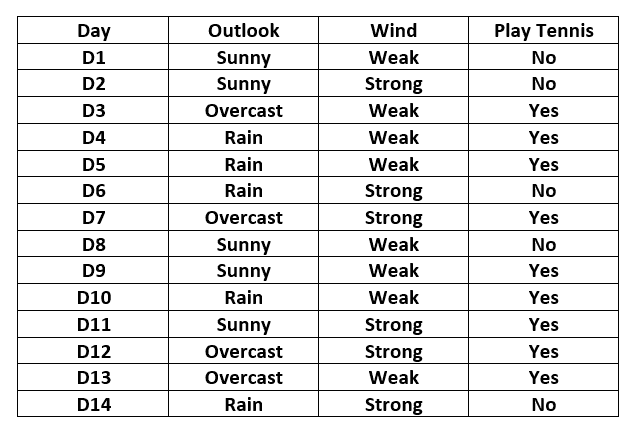 Day Outlook Wind Play Tennis
D1 Sunny Weak No
D2 Sunny Strong No
D3 Overcast Weak Yes
D4 Rain Weak Yes
D5 Rain Weak Yes
D6 Rain Strong No
D7 Overcast Strong Yes
D8 Sunny Weak No
D9 Sunny Weak Yes
D10 Rain Weak Yes
D11 Sunny Strong Yes
D12 Overcast Strong Yes
D13 Overcast Weak Yes
D14 Rain Strong No